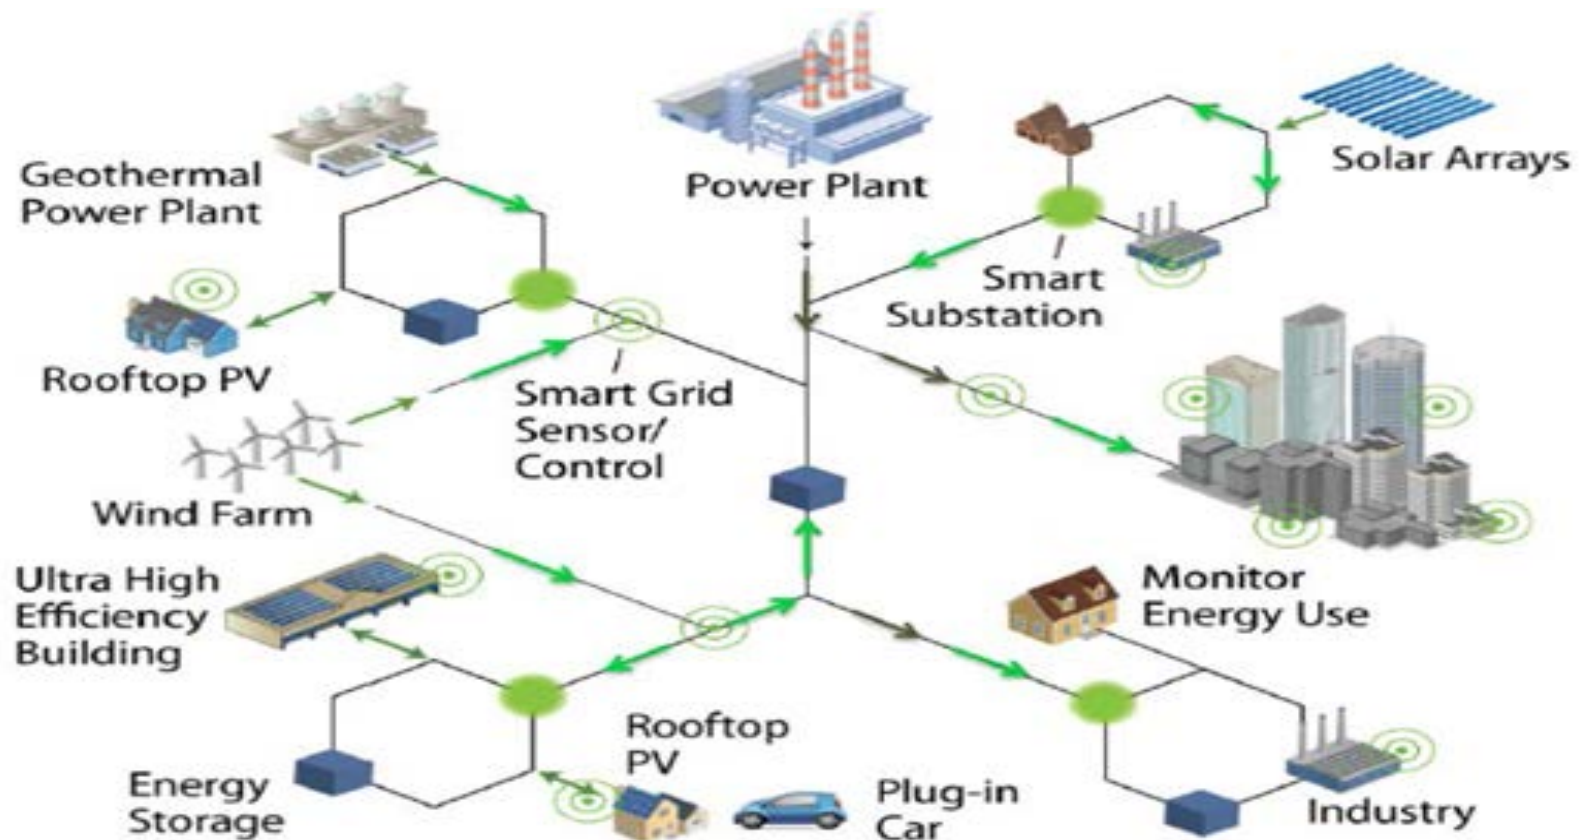 Geothermal
Power Plant
Power Plant
Solar Arrays
Smart
Substation
Rooftop PV
Smart Grid
Sensor/
Control
Wind Farm
Ultra High
Efficiency
Building
Monitor
Energy Use
Rooftop
PV
Energy
Storage
Plug-in
Car
Industry